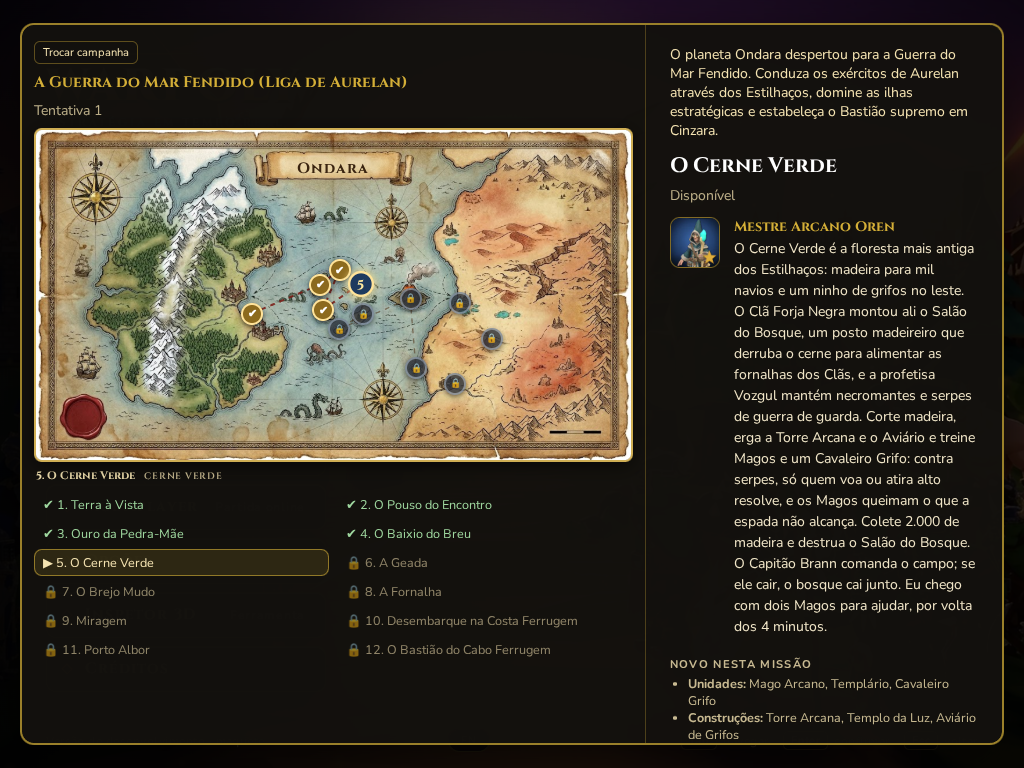 Trocar campanha
A Guerra do Mar Fendido (Liga de Aurelan)
Tentativa 1
Ondara
5
5. O Cerne Verde CERNE VERDE
✔ 1. Terra à Vista
✔ 2. O Pouso do Encontro
✔ 3. Ouro da Pedra-Mãe
✔ 4. O Baixio do Breu
▶ 5. O Cerne Verde
🔒 6. A Geada
🔒 7. O Brejo Mudo
🔒 8. A Fornalha
🔒 9. Miragem
🔒 10. Desembarque na Costa Ferrugem
🔒 11. Porto Albor
🔒 12. O Bastião do Cabo Ferrugem
O planeta Ondara despertou para a Guerra do
Mar Fendido. Conduza os exércitos de Aurelan
através dos Estilhaços, domine as ilhas
estratégicas e estabeleça o Bastião supremo em
Cinzara.
O Cerne Verde
Disponível
Mestre Arcano Oren
O Cerne Verde é a floresta mais antiga
dos Estilhaços: madeira para mil
navios e um ninho de grifos no leste.
O Clã Forja Negra montou ali o Salão
do Bosque, um posto madeireiro que
derruba o cerne para alimentar as
fornalhas dos Clãs, e a profetisa
Vozgul mantém necromantes e serpes
de guerra de guarda. Corte madeira,
erga a Torre Arcana e o Aviário e treine
Magos e um Cavaleiro Grifo: contra
serpes, só quem voa ou atira alto
resolve, e os Magos queimam o que a
espada não alcança. Colete 2.000 de
madeira e destrua o Salão do Bosque.
O Capitão Brann comanda o campo; se
ele cair, o bosque cai junto. Eu chego
com dois Magos para ajudar, por volta
dos 4 minutos.
NOVO NESTA MISSÃO
• Unidades: Mago Arcano, Templário, Cavaleiro
Grifo
• Construções: Torre Arcana, Templo da Luz, Aviário
de Grifos